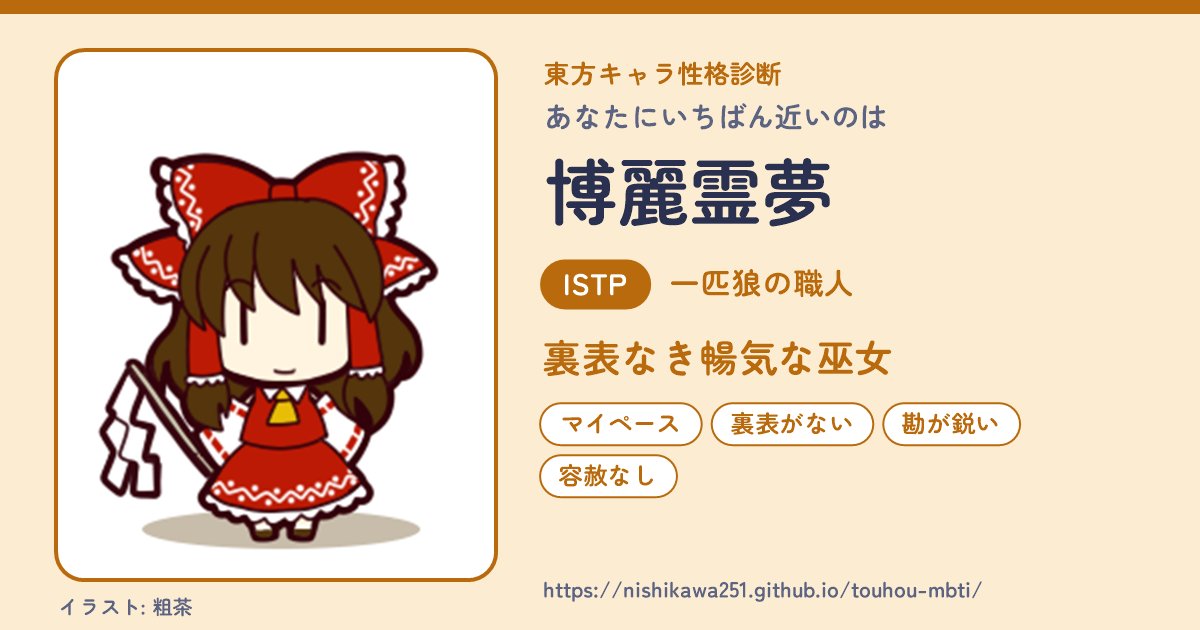 東方キャラ性格診断
あなたにいちばん近いのは
博麗霊夢
ISTP 一匹狼の職人
裏表なき暢気な巫女
マイペース 裏表がない 勘が鋭い
容赦なし
https://nishikawa251.github.io/touhou-mbti/
イラスト: 粗茶